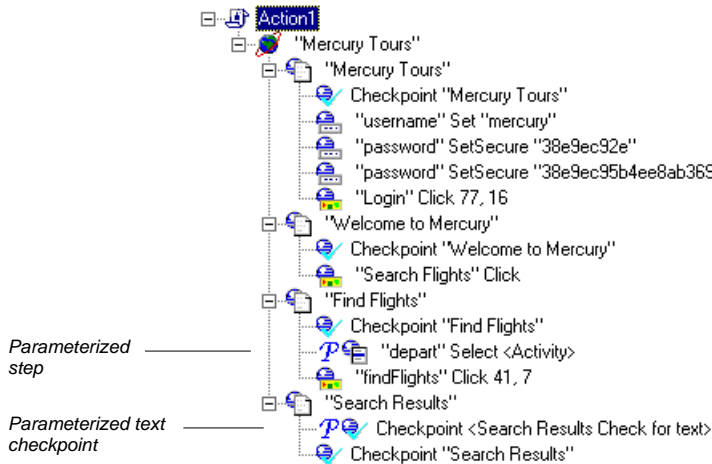 Action1
"Mercury Tours"
"Mercury Tours"
Checkpoint "Mercury Tours"
"username" Set "mercury"
"password" SetSecure "38e9ec92e"
"password" SetSecure "38e9ec95b4ee8ab369
"Login" Click 77, 16
"Welcome to Mercury"
Checkpoint "Welcome to Mercury"
"Search Flights" Click
"Find Flights"
Checkpoint "Find Flights"
Parameterized
step
P "depart" Select <Activity>
"findFlights" Click 41, 7
"Search Results"
Parameterized text
checkpoint
P Checkpoint <Search Results Check for text>
Checkpoint "Search Results"